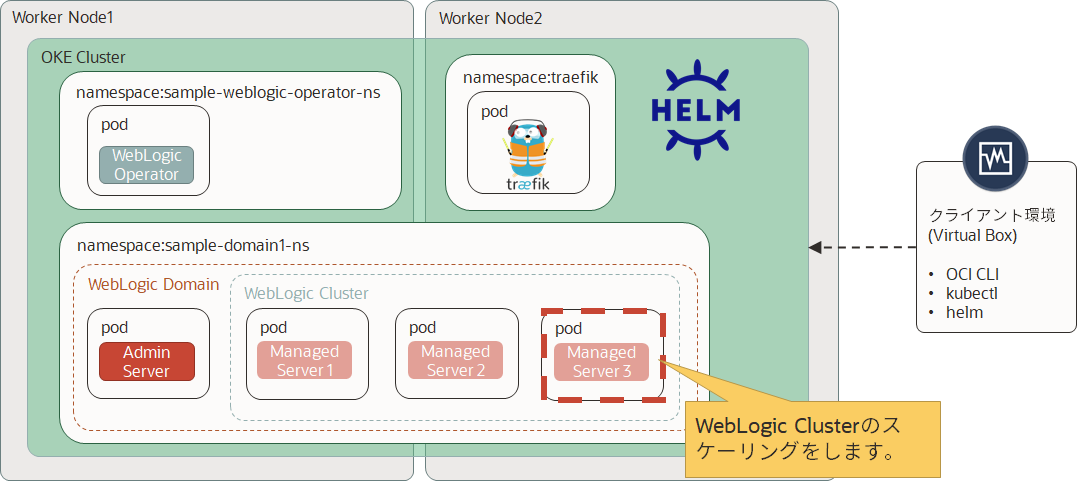 Worker Node1
Worker Node2
OKE Cluster
namespace:sample-weblogic-operator-ns
pod
WebLogic
Operator
namespace:traefik
pod
træfik
HELM
namespace:sample-domain1-ns
WebLogic Domain
WebLogic Cluster
pod
Admin
Server
pod
Managed
Server 1
pod
Managed
Server 2
pod
Managed
Server 3
WebLogic Clusterのス
ケーリングをします。
クライアント環境
(Virtual Box)
• OCI CLI
• kubectl
• helm